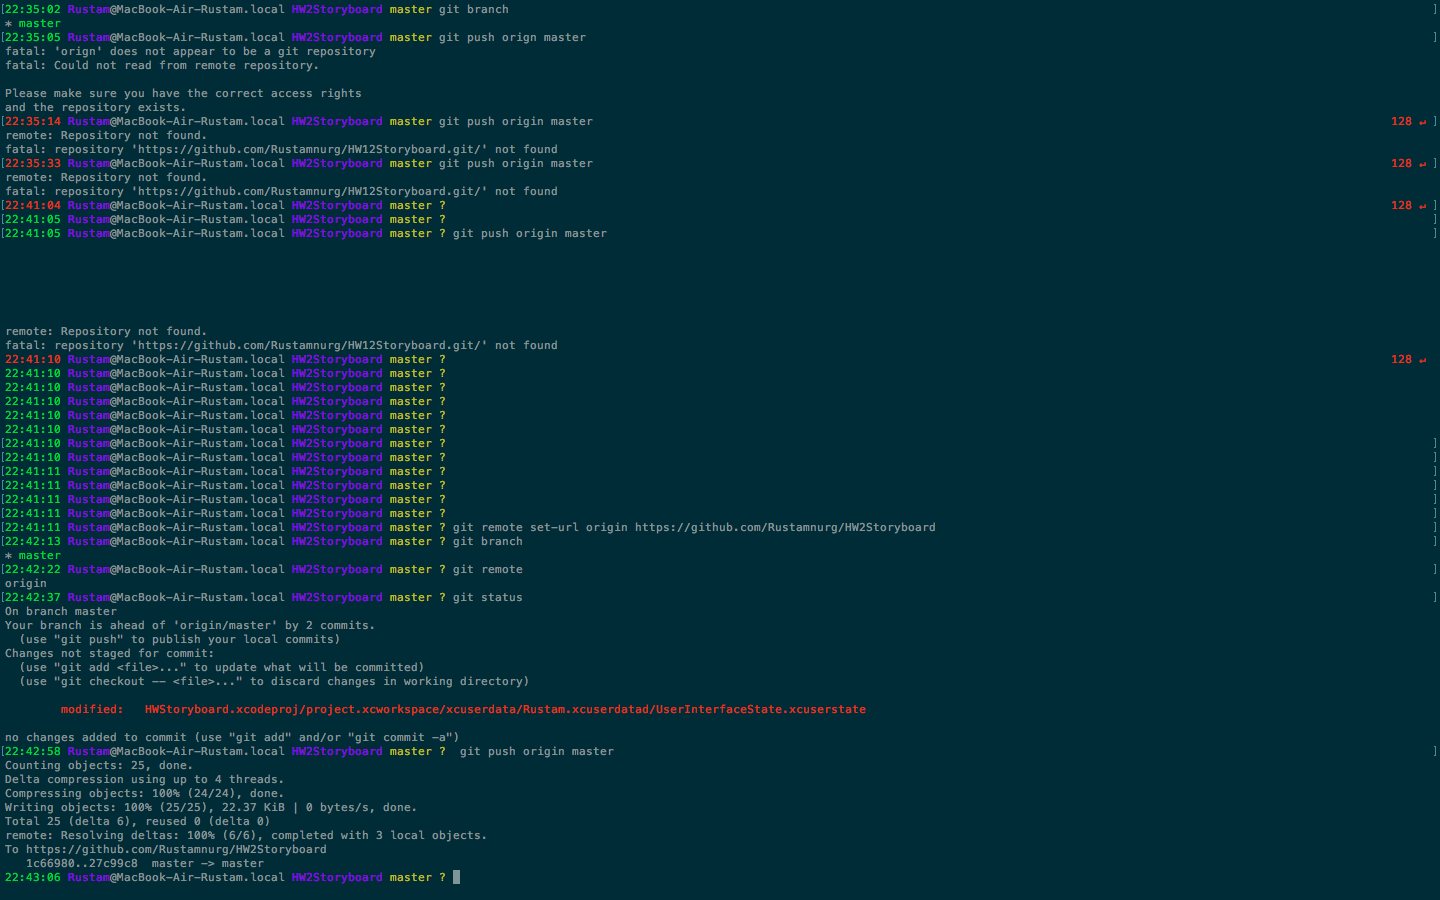 [22:35:02 Rustam@MacBook-Air-Rustam.local HW2Storyboard master git branch ]
* master
[22:35:05 Rustam@MacBook-Air-Rustam.local HW2Storyboard master git push orign master ]
fatal: 'orign' does not appear to be a git repository
fatal: Could not read from remote repository.
Please make sure you have the correct access rights
and the repository exists.
[22:35:14 Rustam@MacBook-Air-Rustam.local HW2Storyboard master git push origin master 128 ↵ ]
remote: Repository not found.
fatal: repository 'https://github.com/Rustamnurg/HW12Storyboard.git/' not found
[22:35:33 Rustam@MacBook-Air-Rustam.local HW2Storyboard master git push origin master 128 ↵ ]
remote: Repository not found.
fatal: repository 'https://github.com/Rustamnurg/HW12Storyboard.git/' not found
[22:41:04 Rustam@MacBook-Air-Rustam.local HW2Storyboard master ? 128 ↵ ]
[22:41:05 Rustam@MacBook-Air-Rustam.local HW2Storyboard master ? ]
[22:41:05 Rustam@MacBook-Air-Rustam.local HW2Storyboard master ? git push origin master ]
remote: Repository not found.
fatal: repository 'https://github.com/Rustamnurg/HW12Storyboard.git/' not found
22:41:10 Rustam@MacBook-Air-Rustam.local HW2Storyboard master ? 128 ↵
22:41:10 Rustam@MacBook-Air-Rustam.local HW2Storyboard master ?
22:41:10 Rustam@MacBook-Air-Rustam.local HW2Storyboard master ?
22:41:10 Rustam@MacBook-Air-Rustam.local HW2Storyboard master ?
22:41:10 Rustam@MacBook-Air-Rustam.local HW2Storyboard master ?
22:41:10 Rustam@MacBook-Air-Rustam.local HW2Storyboard master ?
[22:41:10 Rustam@MacBook-Air-Rustam.local HW2Storyboard master ? ]
[22:41:10 Rustam@MacBook-Air-Rustam.local HW2Storyboard master ? ]
[22:41:11 Rustam@MacBook-Air-Rustam.local HW2Storyboard master ? ]
[22:41:11 Rustam@MacBook-Air-Rustam.local HW2Storyboard master ? ]
[22:41:11 Rustam@MacBook-Air-Rustam.local HW2Storyboard master ? ]
[22:41:11 Rustam@MacBook-Air-Rustam.local HW2Storyboard master ? ]
[22:41:11 Rustam@MacBook-Air-Rustam.local HW2Storyboard master ? git remote set-url origin https://github.com/Rustamnurg/HW2Storyboard ]
[22:42:13 Rustam@MacBook-Air-Rustam.local HW2Storyboard master ? git branch ]
* master
[22:42:22 Rustam@MacBook-Air-Rustam.local HW2Storyboard master ? git remote ]
origin
[22:42:37 Rustam@MacBook-Air-Rustam.local HW2Storyboard master ? git status ]
On branch master
Your branch is ahead of 'origin/master' by 2 commits.
(use "git push" to publish your local commits)
Changes not staged for commit:
(use "git add <file>..." to update what will be committed)
(use "git checkout -- <file>..." to discard changes in working directory)
modified: HWStoryboard.xcodeproj/project.xcworkspace/xcuserdata/Rustam.xcuserdatad/UserInterfaceState.xcuserstate
no changes added to commit (use "git add" and/or "git commit -a")
[22:42:58 Rustam@MacBook-Air-Rustam.local HW2Storyboard master ? git push origin master ]
Counting objects: 25, done.
Delta compression using up to 4 threads.
Compressing objects: 100% (24/24), done.
Writing objects: 100% (25/25), 22.37 KiB | 0 bytes/s, done.
Total 25 (delta 6), reused 0 (delta 0)
remote: Resolving deltas: 100% (6/6), completed with 3 local objects.
To https://github.com/Rustamnurg/HW2Storyboard
1c66980..27c99c8 master -> master
22:43:06 Rustam@MacBook-Air-Rustam.local HW2Storyboard master ?